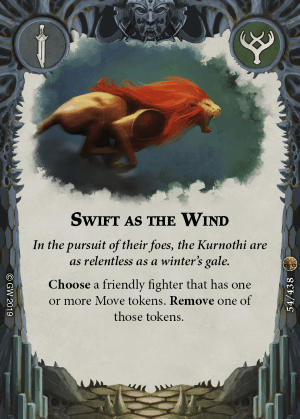 Swift as the Wind
In the pursuit of their foes, the Kurnothi are
as relentless as a winter's gale.
Choose a friendly fighter that has one
or more Move tokens. Remove one of
those tokens.
©GW 2019
54/438